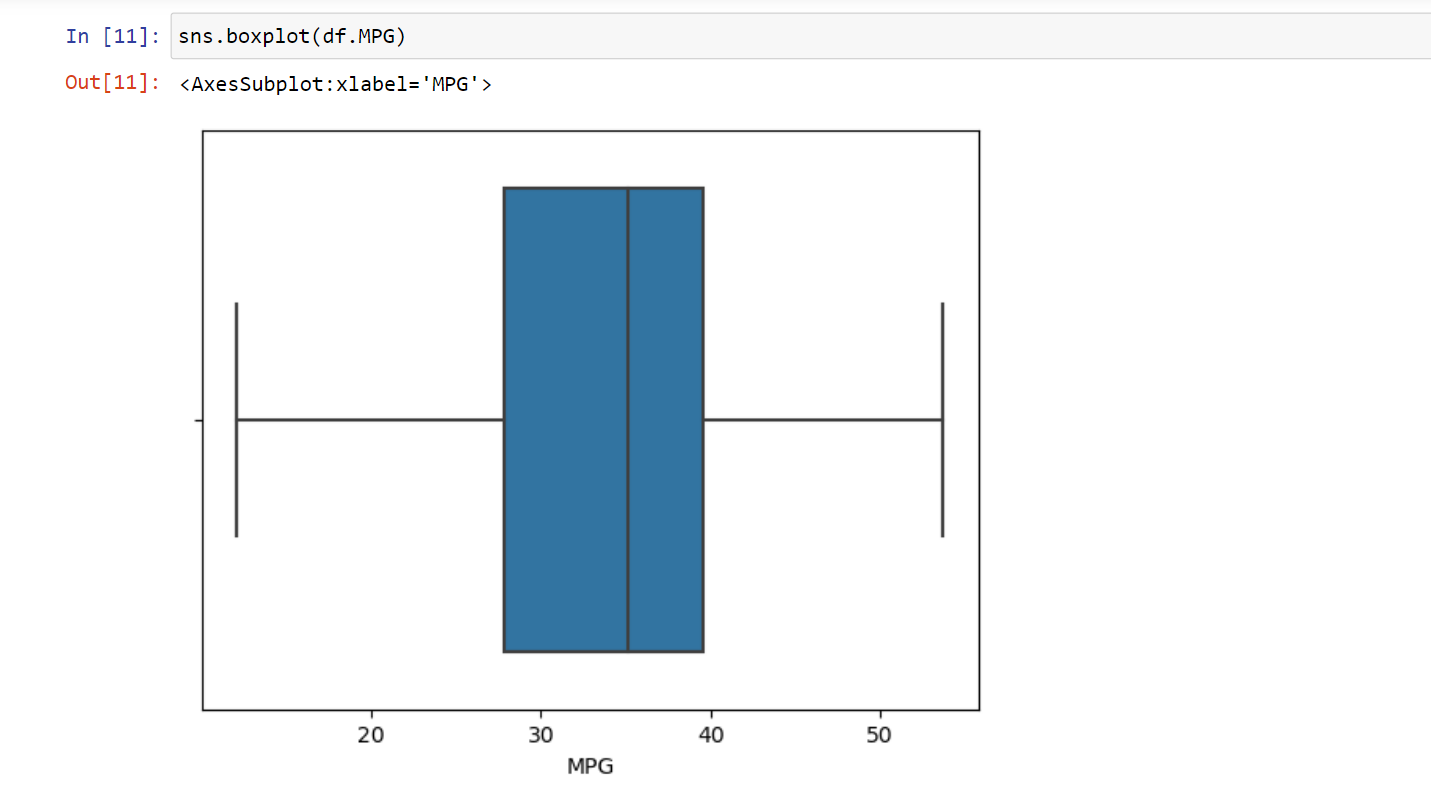 In [11]: sns.boxplot(df.MPG)
Out[11]: <AxesSubplot:xlabel='MPG'>
20 30 40 50
MPG